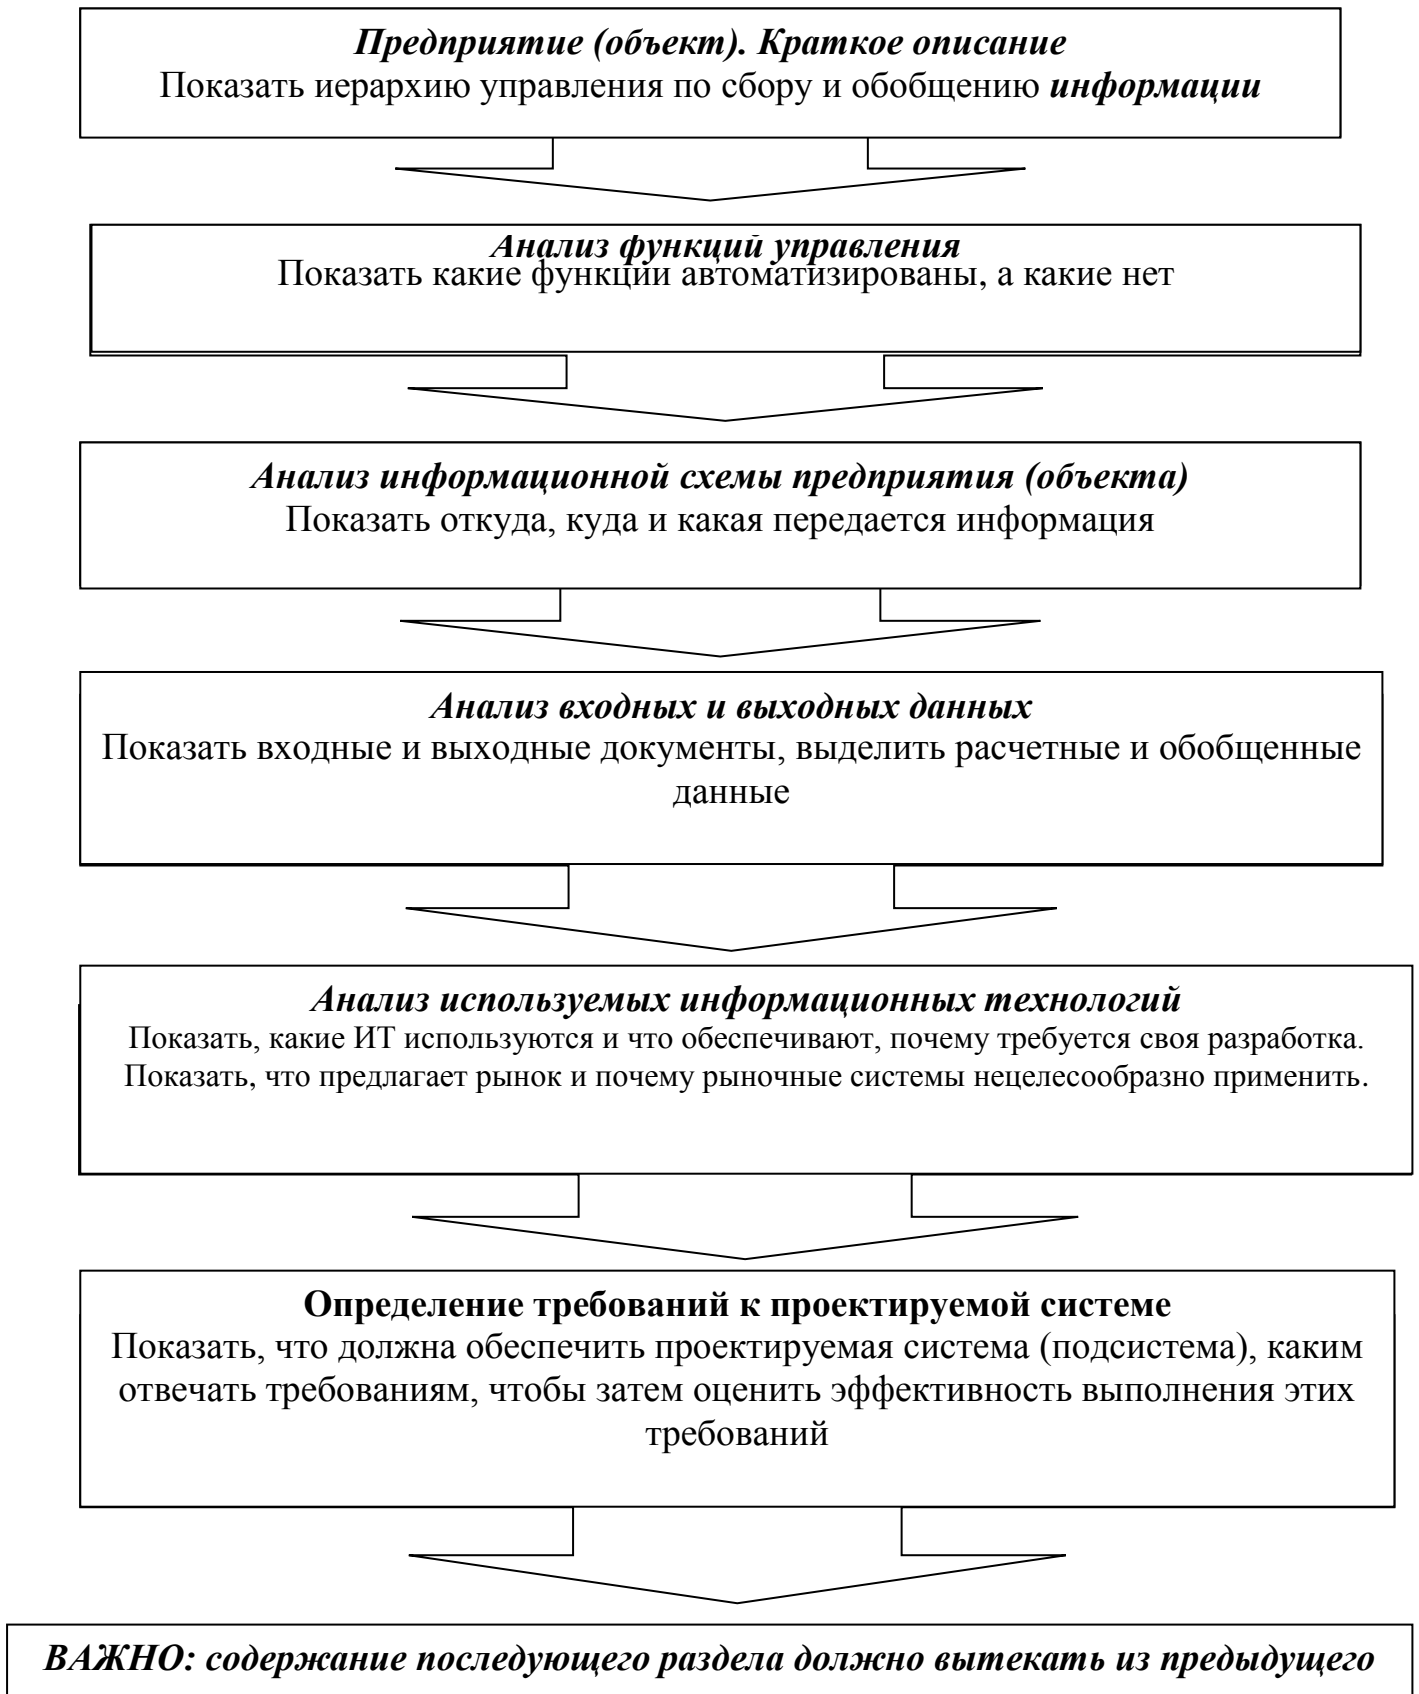 Предприятие (объект). Краткое описание
Показать иерархию управления по сбору и обобщению информации
Анализ функций управления
Показать какие функции автоматизированы, а какие нет
Анализ информационной схемы предприятия (объекта)
Показать откуда, куда и какая передается информация
Анализ входных и выходных данных
Показать входные и выходные документы, выделить расчетные и обобщенные
данные
Анализ используемых информационных технологий
Показать, какие ИТ используются и что обеспечивают, почему требуется своя разработка.
Показать, что предлагает рынок и почему рыночные системы нецелесообразно применить.
Определение требований к проектируемой системе
Показать, что должна обеспечить проектируемая система (подсистема), каким
отвечать требованиям, чтобы затем оценить эффективность выполнения этих
требований
ВАЖНО: содержание последующего раздела должно вытекать из предыдущего